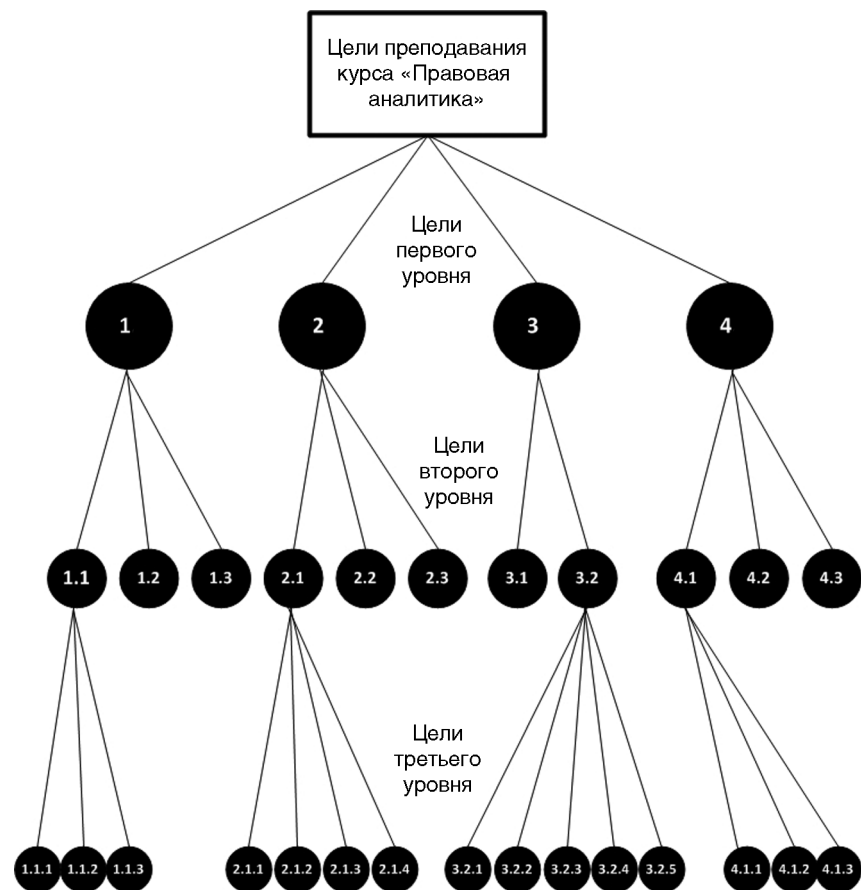 Цели преподавания
курса «Правовая
аналитика»
Цели
первого
уровня
1
2
3
4
Цели
второго
уровня
1.1
1.2
1.3
2.1
2.2
2.3
3.1
3.2
4.1
4.2
4.3
Цели
третьего
уровня
1.1.1
1.1.2
1.1.3
2.1.1
2.1.2
2.1.3
2.1.4
3.2.1
3.2.2
3.2.3
3.2.4
3.2.5
4.1.1
4.1.2
4.1.3